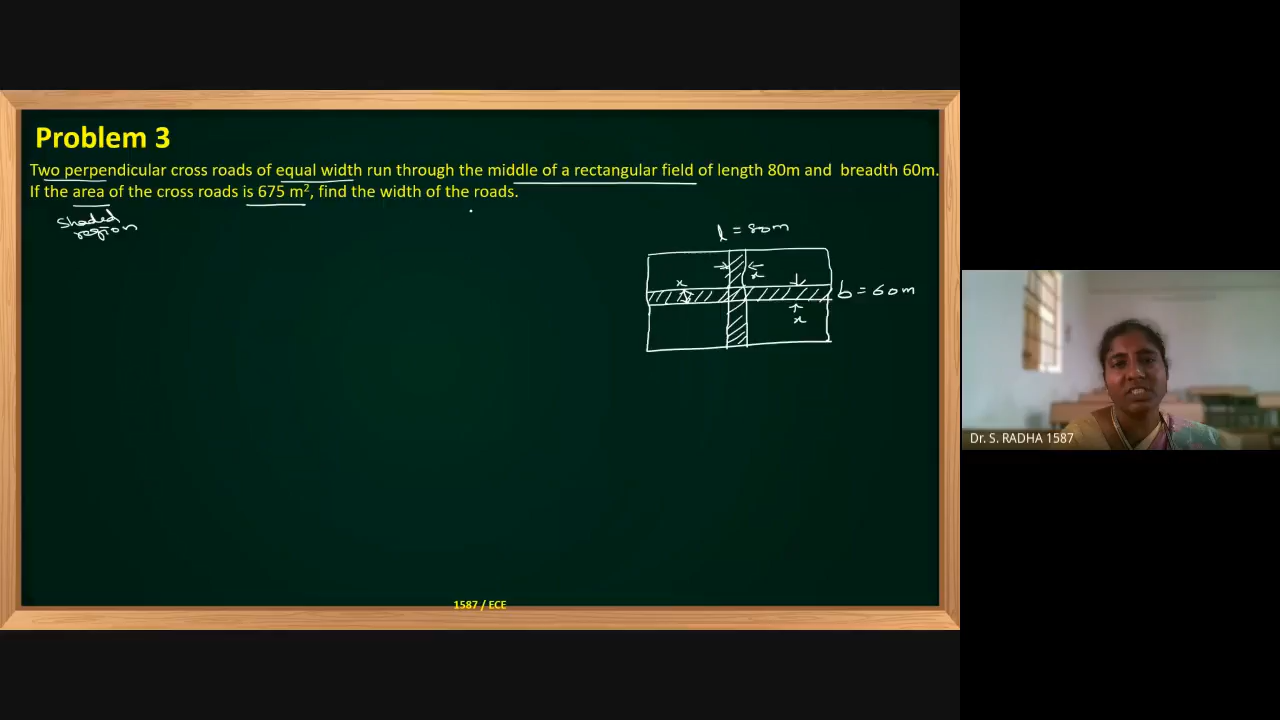 Problem 3
Two perpendicular cross roads of equal width run through the middle of a rectangular field of length 80m and breadth 60m.
If the area of the cross roads is 675 m², find the width of the roads.
shaded
region
l = 80m
x
x
b = 60m
x
Dr. S. RADHA 1587
1587 / ECE